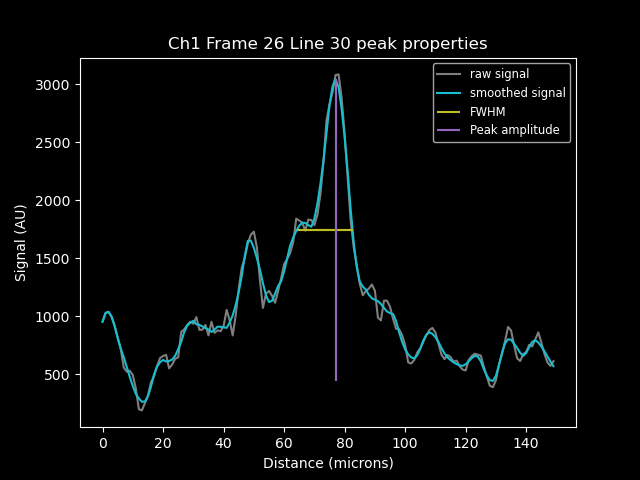 Ch1 Frame 26 Line 30 peak properties
raw signal
smoothed signal
FWHM
Peak amplitude
Signal (AU)
3000
2500
2000
1500
1000
500
0 20 40 60 80 100 120 140
Distance (microns)